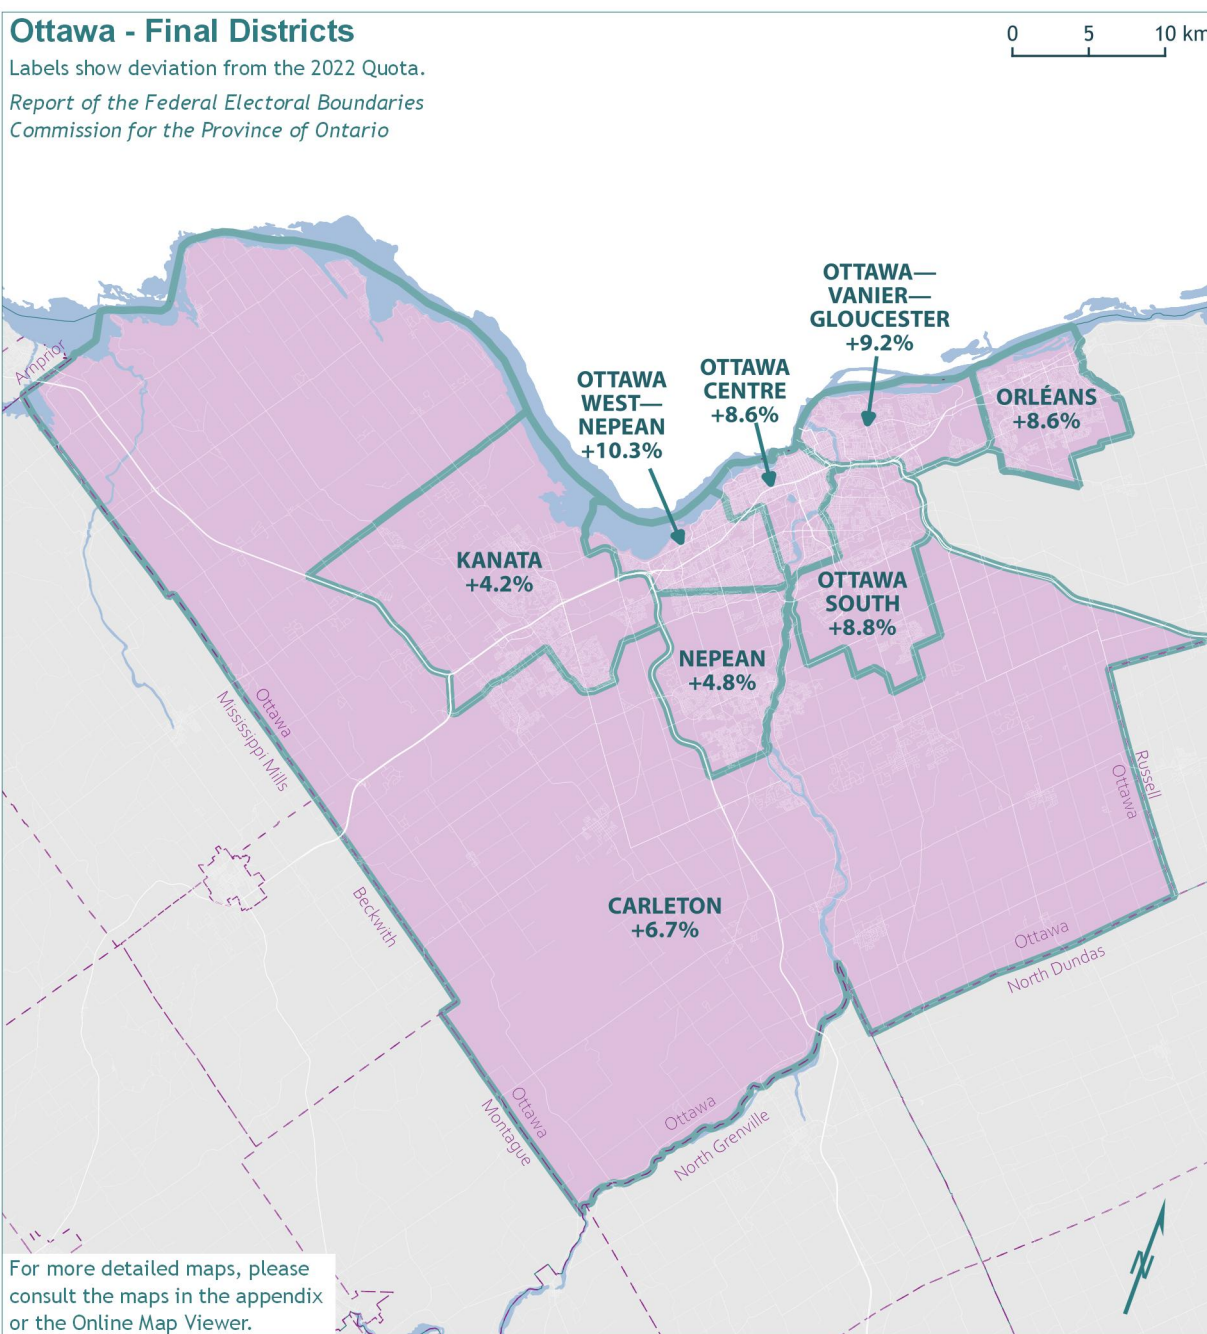 Ottawa - Final Districts
Labels show deviation from the 2022 Quota.
Report of the Federal Electoral Boundaries
Commission for the Province of Ontario
0 5 10 km
OTTAWA—
VANIER—
GLOUCESTER
+9.2%
OTTAWA
CENTRE
+8.6%
OTTAWA
WEST—
NEPEAN
+10.3%
ORLÉANS
+8.6%
Arnprior
KANATA
+4.2%
OTTAWA
SOUTH
+8.8%
NEPEAN
+4.8%
Ottawa
Mississippi Mills
Russell
Ottawa
CARLETON
+6.7%
Beckwith
Ottawa
North Dundas
Ottawa
Montague
Ottawa
North Grenville
N
For more detailed maps, please
consult the maps in the appendix
or the Online Map Viewer.